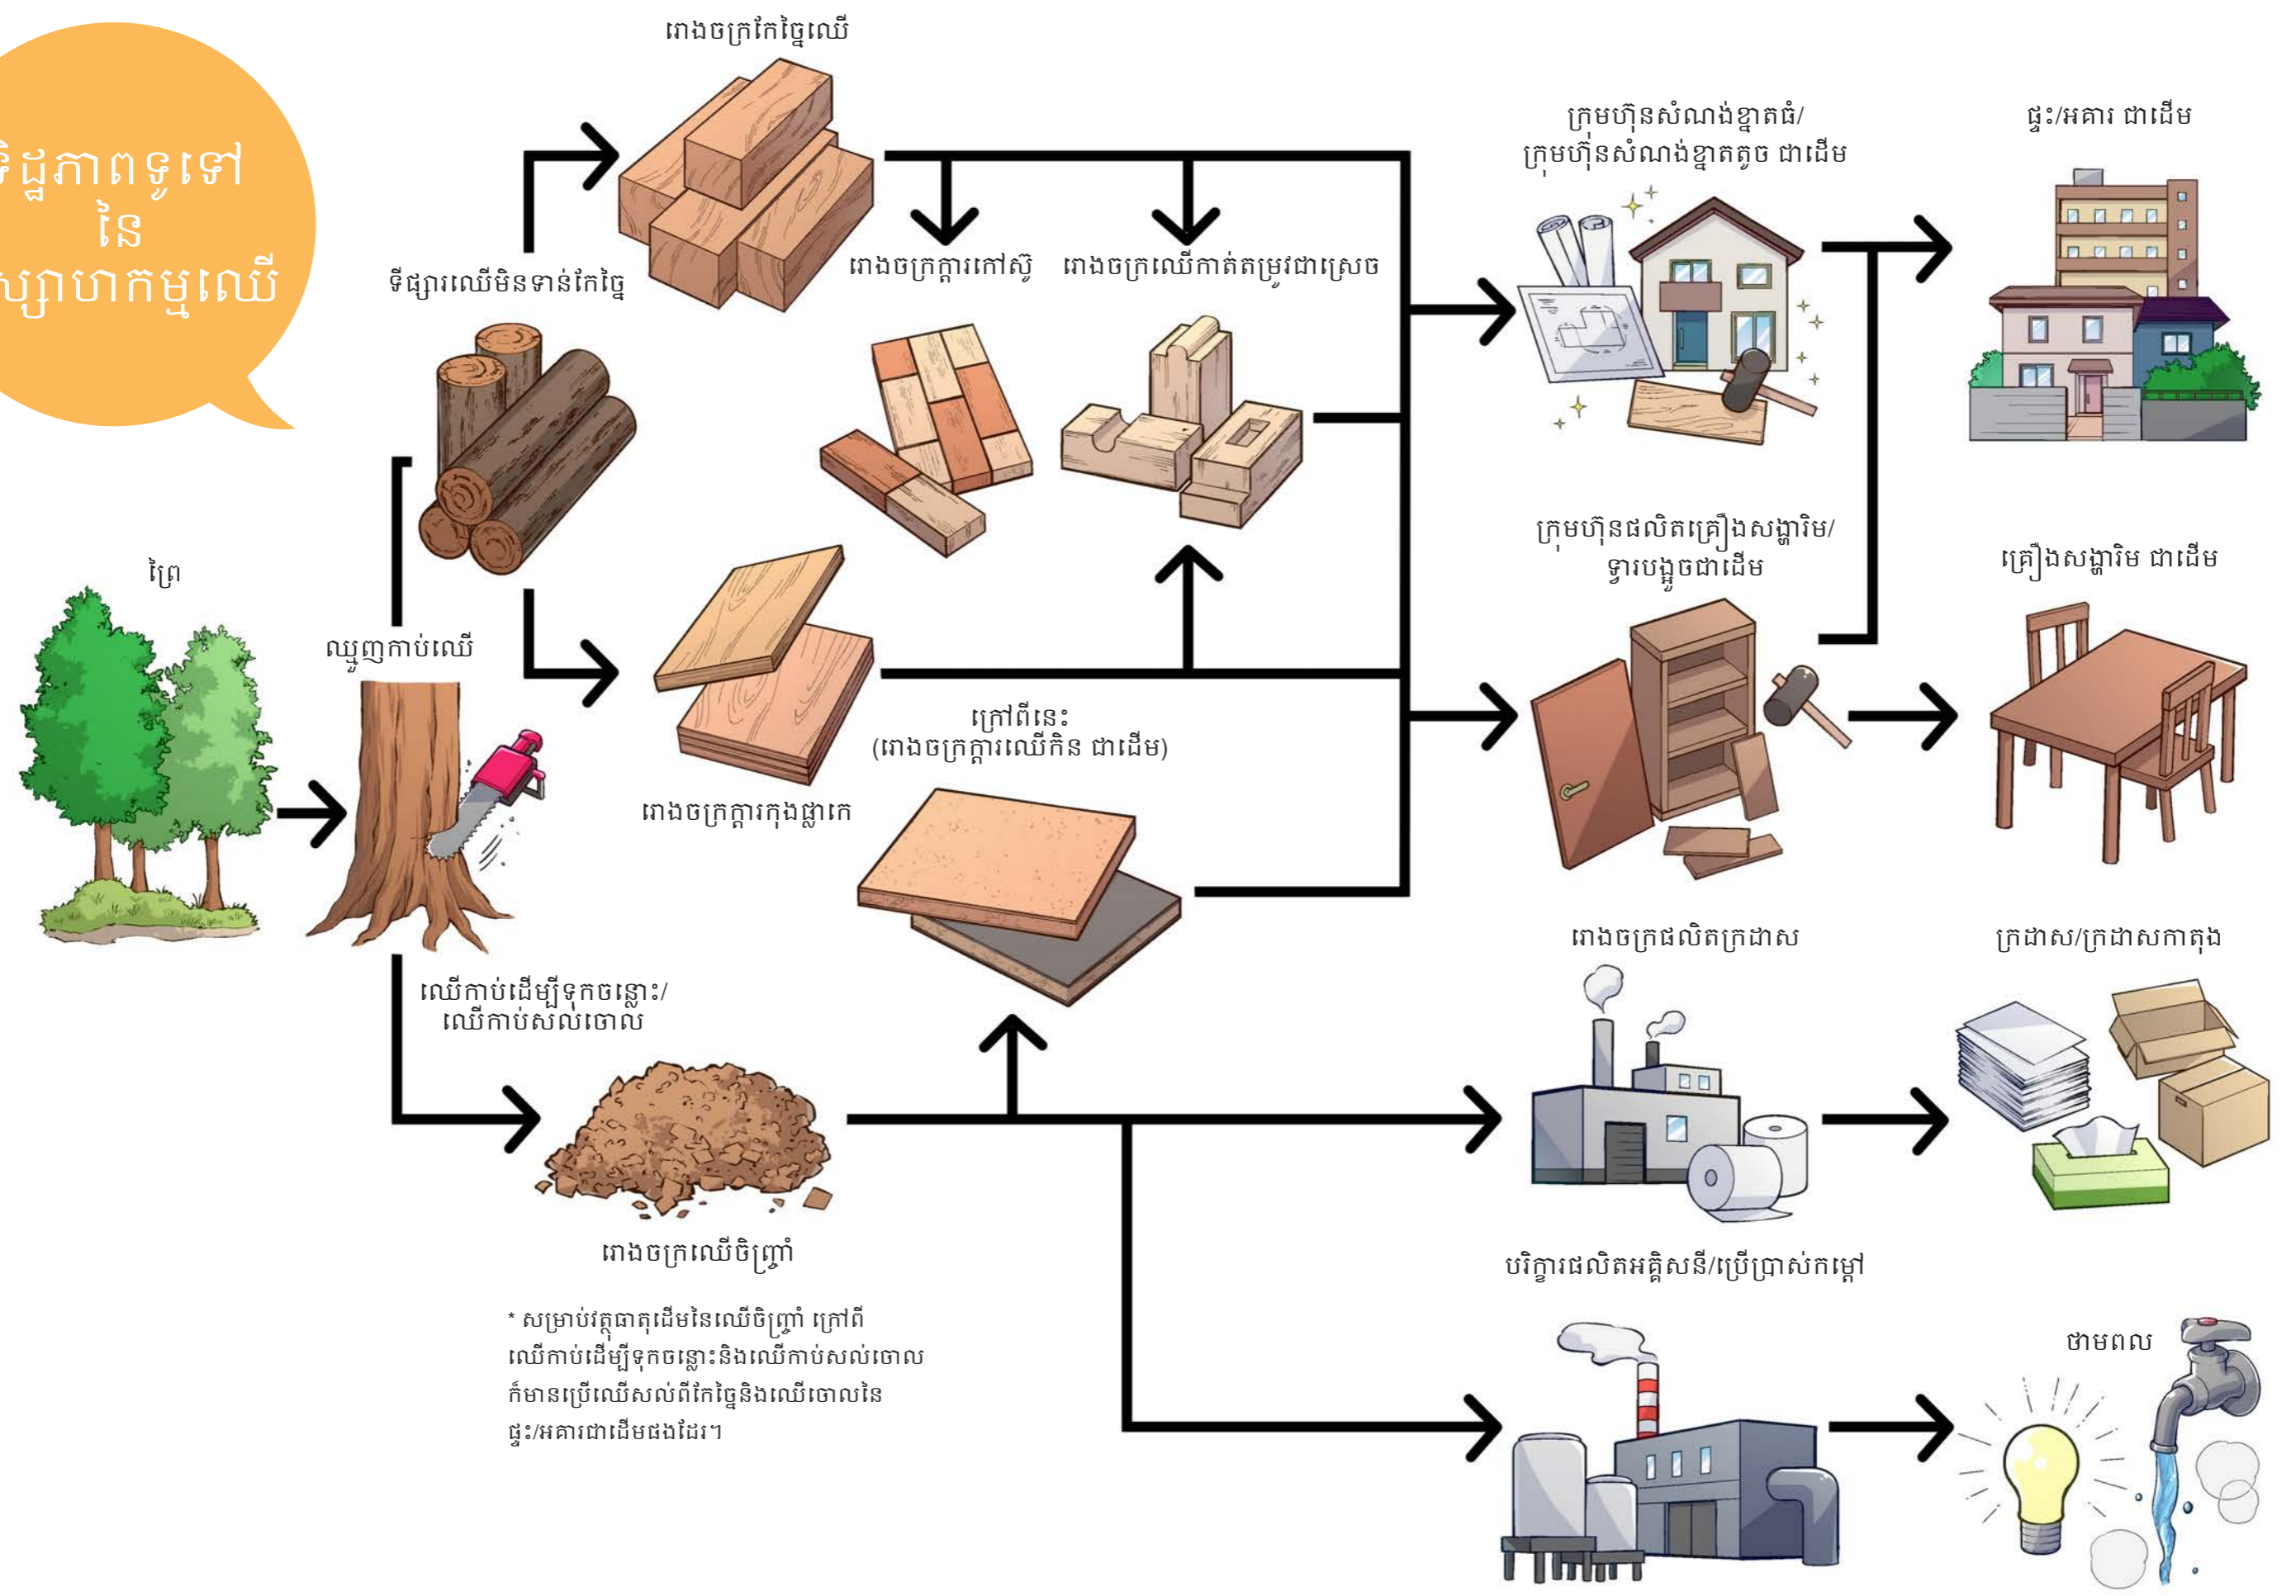 ទិដ្ឋភាពទូទៅ
នៃ
ស្សាហកម្មឈើ
រោងចក្រកែច្នៃឈើ
ក្រុមហ៊ុនសំណង់ខ្នាតធំ/
ក្រុមហ៊ុនសំណង់ខ្នាតតូច ជាដើម
ផ្ទះ/អគារ ជាដើម
ទីផ្សារឈើមិនទាន់កែច្នៃ
រោងចក្រក្តារកៅស៊ូ
រោងចក្រឈើកាត់តម្រូវជាស្រេច
ព្រៃ
ឈ្មួញកាប់ឈើ
ក្រុមហ៊ុនផលិតគ្រឿងសង្ហារិម/
ទ្វារបង្អួចជាដើម
គ្រឿងសង្ហារិម ជាដើម
ក្រៅពីនេះ
(រោងចក្រក្តារឈើកិន ជាដើម)
រោងចក្រក្តារកុងផ្លាកេ
ឈើកាប់ដើម្បីទុកចន្លោះ/
ឈើកាប់សល់ចោល
រោងចក្រផលិតក្រដាស
ក្រដាស/ក្រដាសកាតុង
រោងចក្រឈើចិញ្ច្រាំ
បរិក្ខារផលិតអគ្គិសនី/ប្រើប្រាស់កម្តៅ
* សម្រាប់វត្ថុធាតុដើមនៃឈើចិញ្ច្រាំ ក្រៅពី
ឈើកាប់ដើម្បីទុកចន្លោះនិងឈើកាប់សល់ចោល
ក៏មានប្រើឈើសល់ពីកែច្នៃនិងឈើចោលនៃ
ផ្ទះ/អគារជាដើមផងដែរ។
ថាមពល